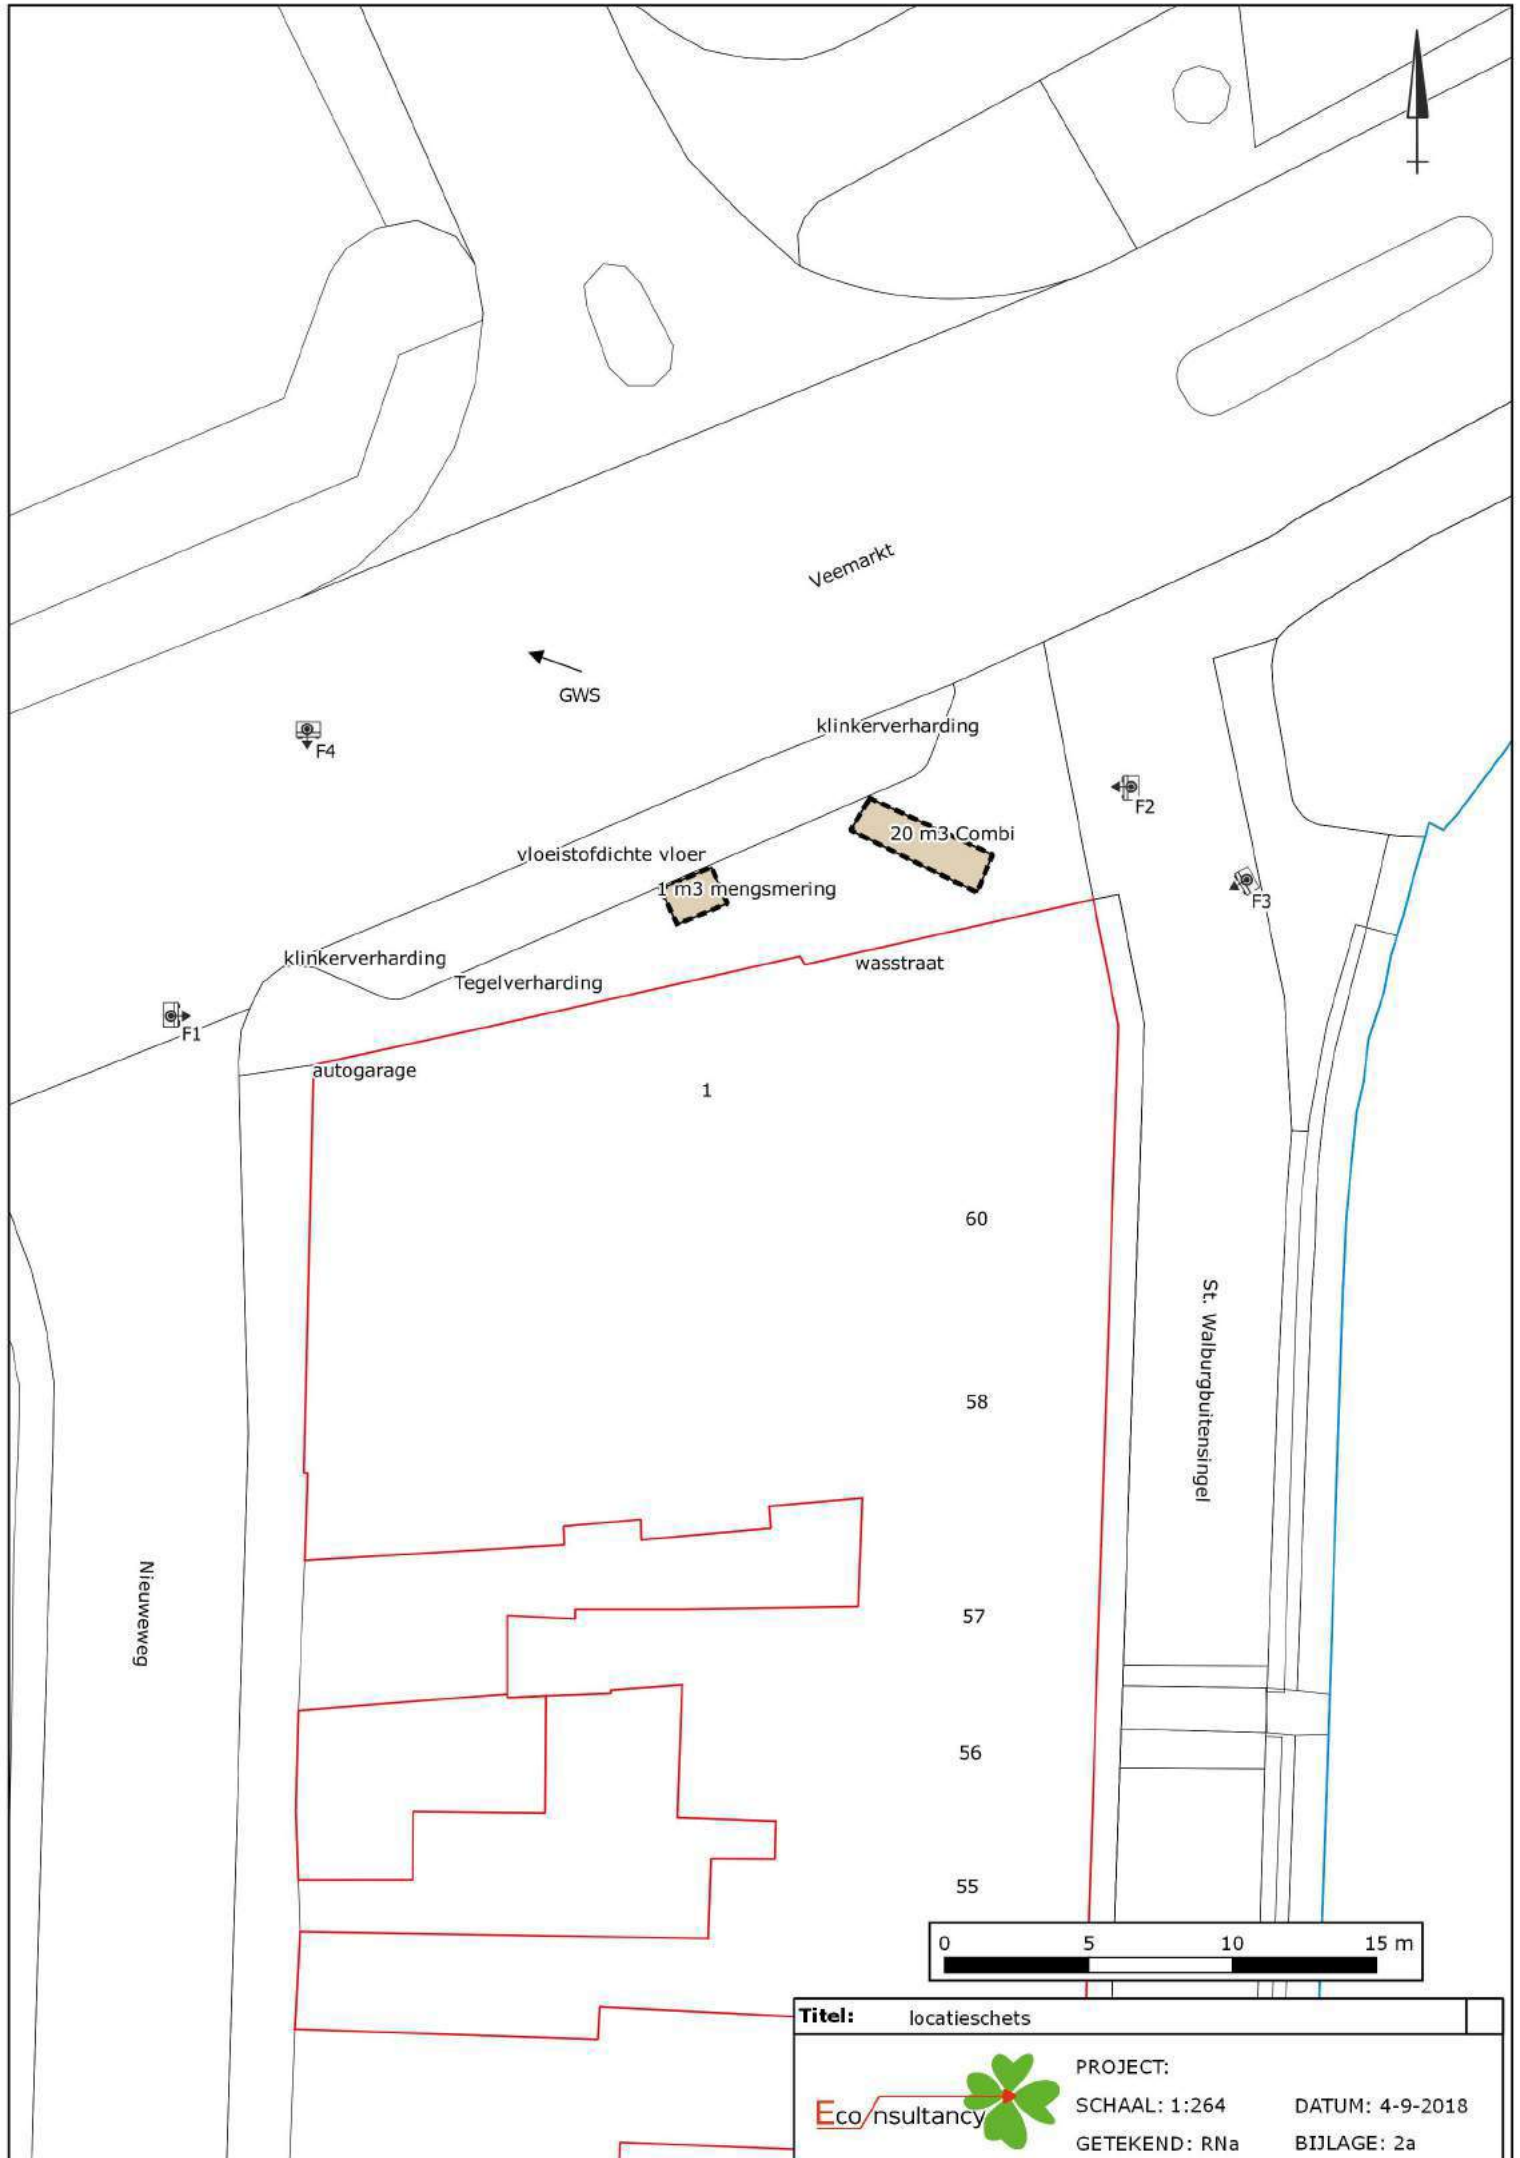 Veemarkt
GWS
klinkerverharding
F4
F2
20 m3 Combi
vloeistofdichte vloer
1 m3 mengsmering
F3
klinkerverharding
wasstraat
Tegelverharding
F1
autogarage
1
60
St. Walburgbuitensingel
58
Nieuweweg
57
56
55
0 5 10 15 m
Titel: locatieschets
PROJECT:
Econsultancy
SCHAAL: 1:264 DATUM: 4-9-2018
GETEKEND: RNa BIJLAGE: 2a